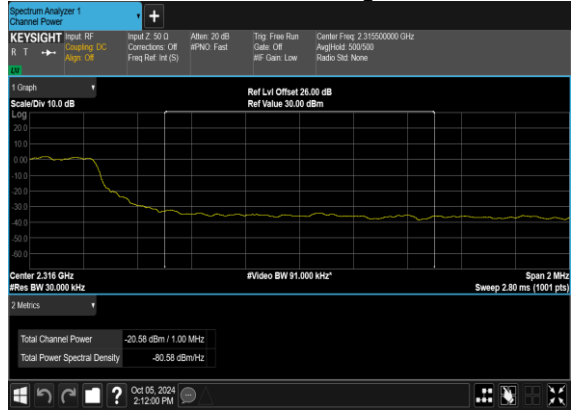 Spectrum Analyzer 1
Channel Power
+
KEYSIGHT Input: RF Input Z: 50 Ω Atten: 20 dB Trig: Free Run Center Freq: 2.315500000 GHz
R T Coupling: DC Corrections: Off #PNO: Fast Gate: Off Avg|Hold: 500/500
Align: Off Freq Ref: Int (S) #IF Gain: Low Radio Std: None
1 Graph
Ref Lvl Offset 26.00 dB
Scale/Div 10.0 dB Ref Value 30.00 dBm
Log
20.0
10.0
0.00
-10.0
-20.0
-30.0
-40.0
-50.0
-60.0
Center 2.316 GHz #Video BW 91.000 kHz* Span 2 MHz
#Res BW 30.000 kHz Sweep 2.80 ms (1001 pts)
2 Metrics
Total Channel Power -20.58 dBm / 1.00 MHz
Total Power Spectral Density -80.58 dBm/Hz
? Oct 05, 2024
2:12:00 PM